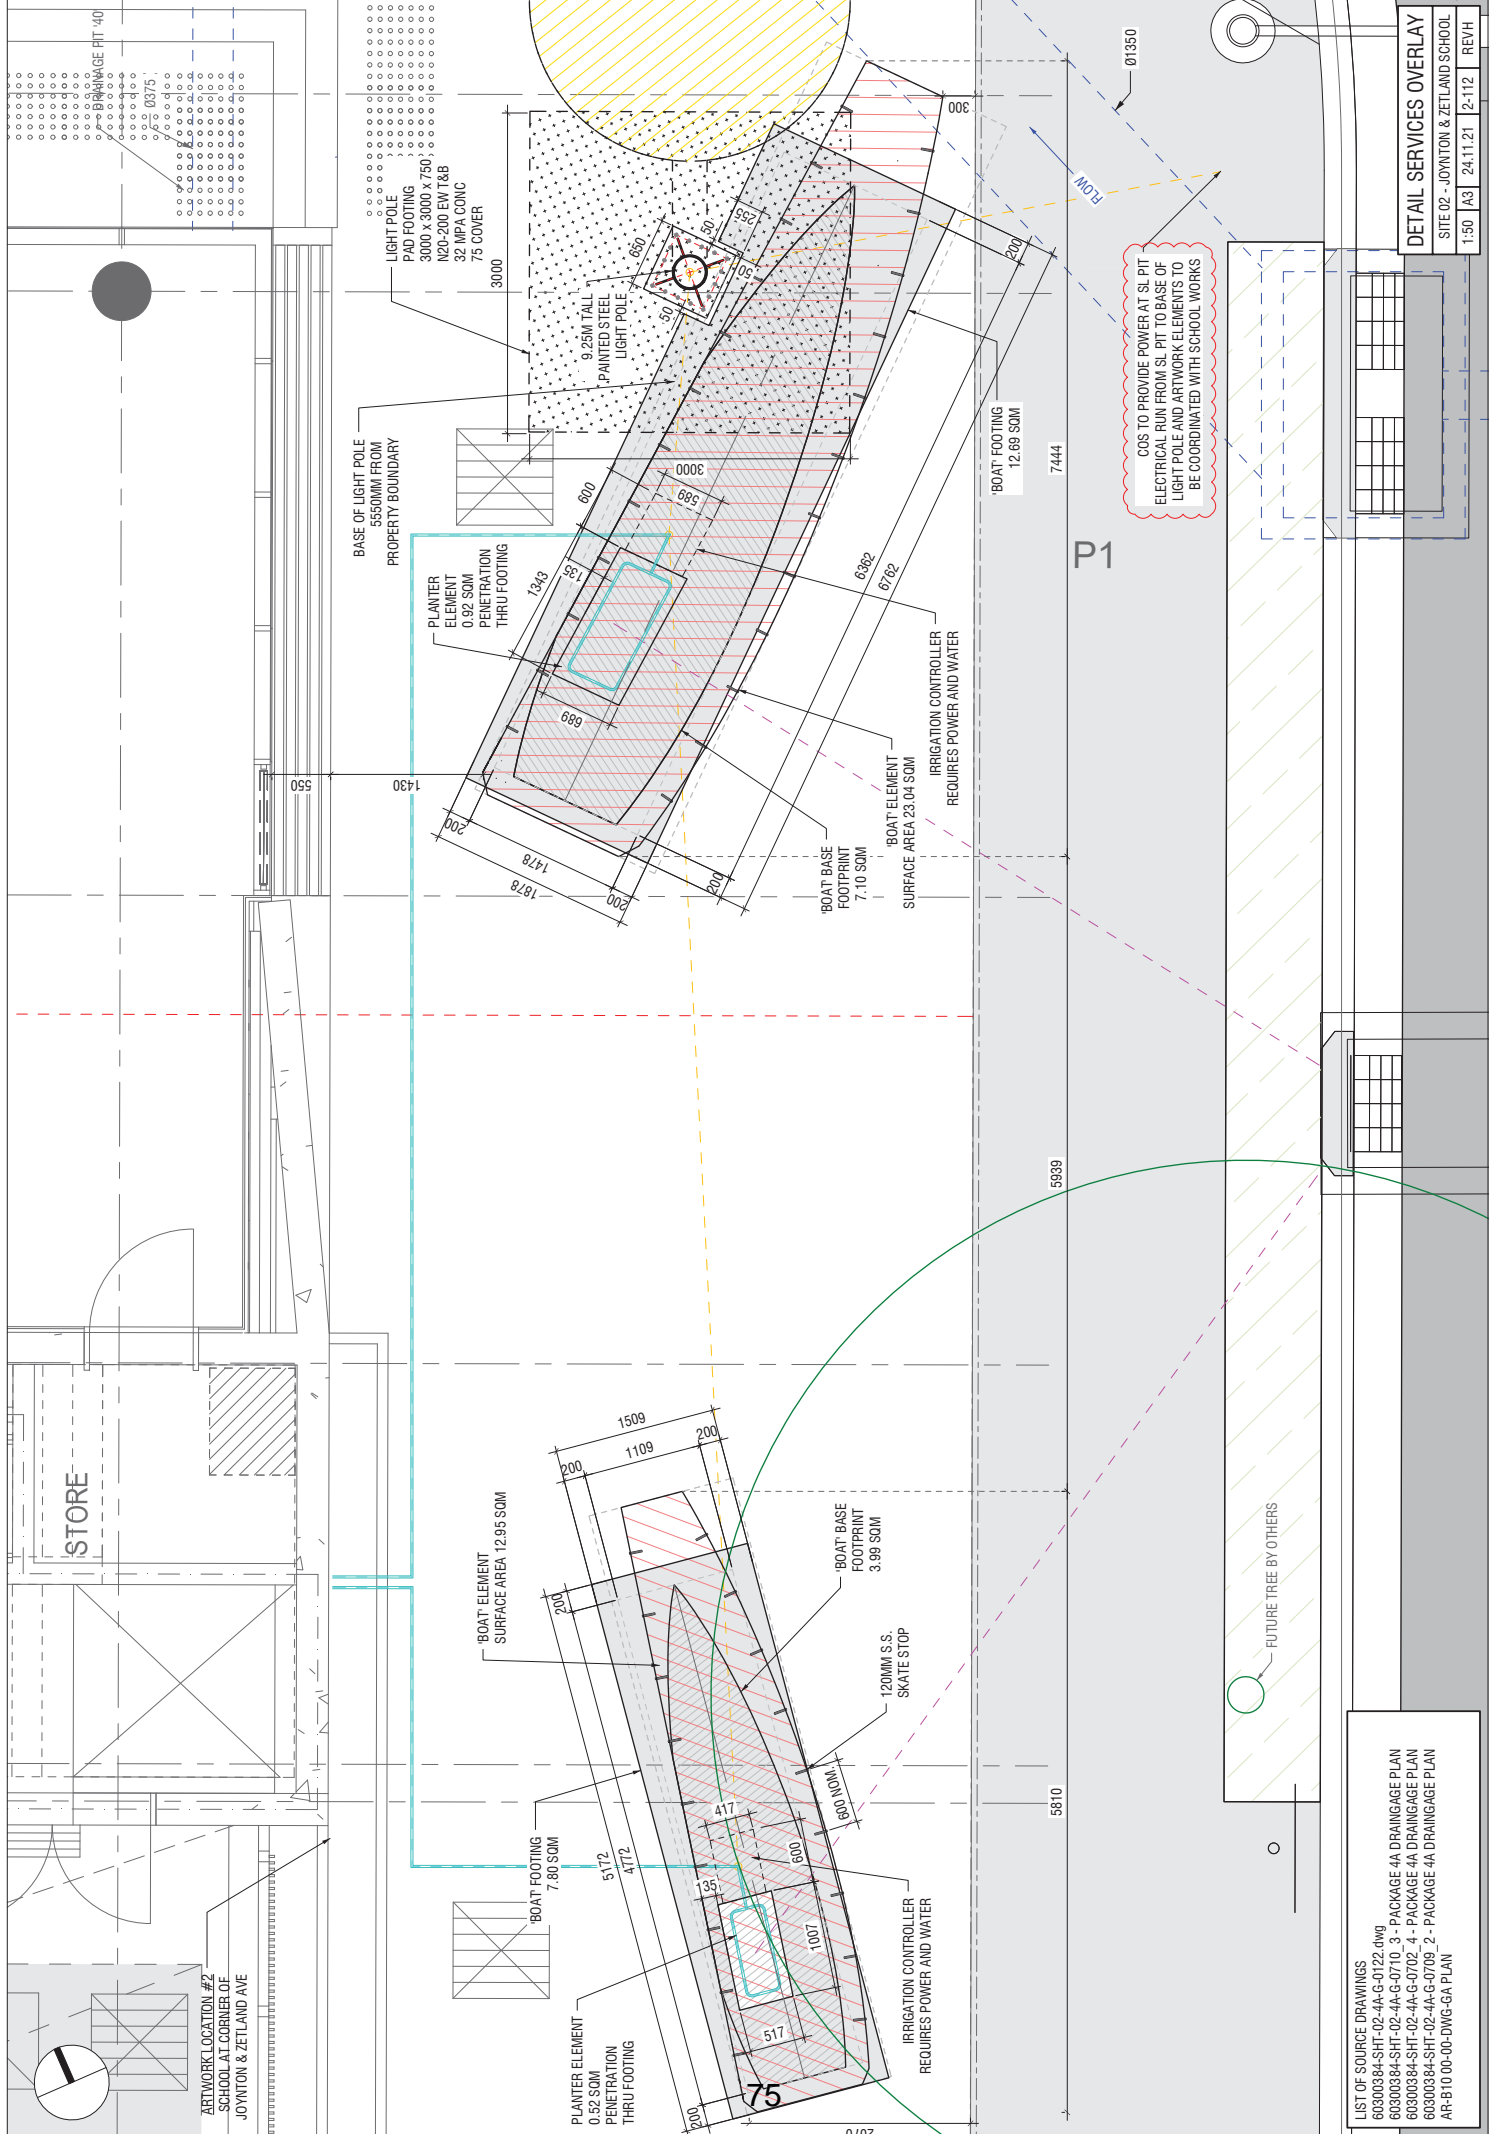 DRAINAGE PIT '40'
Ø375
LIGHT POLE
PAD FOOTING
3000 x 3000 x 750
N20-200 EW T&B
32 MPA CONC
75 COVER
3000
9.25M TALL
PAINTED STEEL
LIGHT POLE
650
50
255
50
50
300
Ø1350
FLOW
200
BASE OF LIGHT POLE
5550MM FROM
PROPERTY BOUNDARY
3000
589
600
1343
135
689
PLANTER
ELEMENT
0.92 SQM
PENETRATION
THRU FOOTING
'BOAT' FOOTING
12.69 SQM
7444
COS TO PROVIDE POWER AT SL PIT
ELECTRICAL RUN FROM SL PIT TO BASE OF
LIGHT POLE AND ARTWORK ELEMENTS TO
BE COORDINATED WITH SCHOOL WORKS
P1
6362
6762
IRRIGATION CONTROLLER
REQUIRES POWER AND WATER
'BOAT' ELEMENT
SURFACE AREA 23.04 SQM
'BOAT' BASE
FOOTPRINT
7.10 SQM
550
1430
200
1478
1878
200
200
5939
STORE
1509
1109
200
200
'BOAT' ELEMENT
SURFACE AREA 12.95 SQM
200
'BOAT' BASE
FOOTPRINT
3.99 SQM
120MM S.S.
SKATE STOP
FUTURE TREE BY OTHERS
5810
600 NOM.
417
600
135
1007
517
5172
4772
'BOAT' FOOTING
7.80 SQM
IRRIGATION CONTROLLER
REQUIRES POWER AND WATER
PLANTER ELEMENT
0.52 SQM
PENETRATION
THRU FOOTING
200
75
ARTWORK LOCATION #2
SCHOOL AT CORNER OF
JOYNTON & ZETLAND AVE
LIST OF SOURCE DRAWINGS
60300384-SHT-02-4A-G-0122.dwg
60300384-SHT-02-4A-G-0710_3 - PACKAGE 4A DRAINGAGE PLAN
60300384-SHT-02-4A-G-0702_4 - PACKAGE 4A DRAINGAGE PLAN
60300384-SHT-02-4A-G-0709_2 - PACKAGE 4A DRAINGAGE PLAN
AR-B100-00-DWG-GA PLAN
DETAIL SERVICES OVERLAY
SITE 02 - JOYNTON & ZETLAND SCHOOL
1:50 A3 24.11.21 2-112 REV H